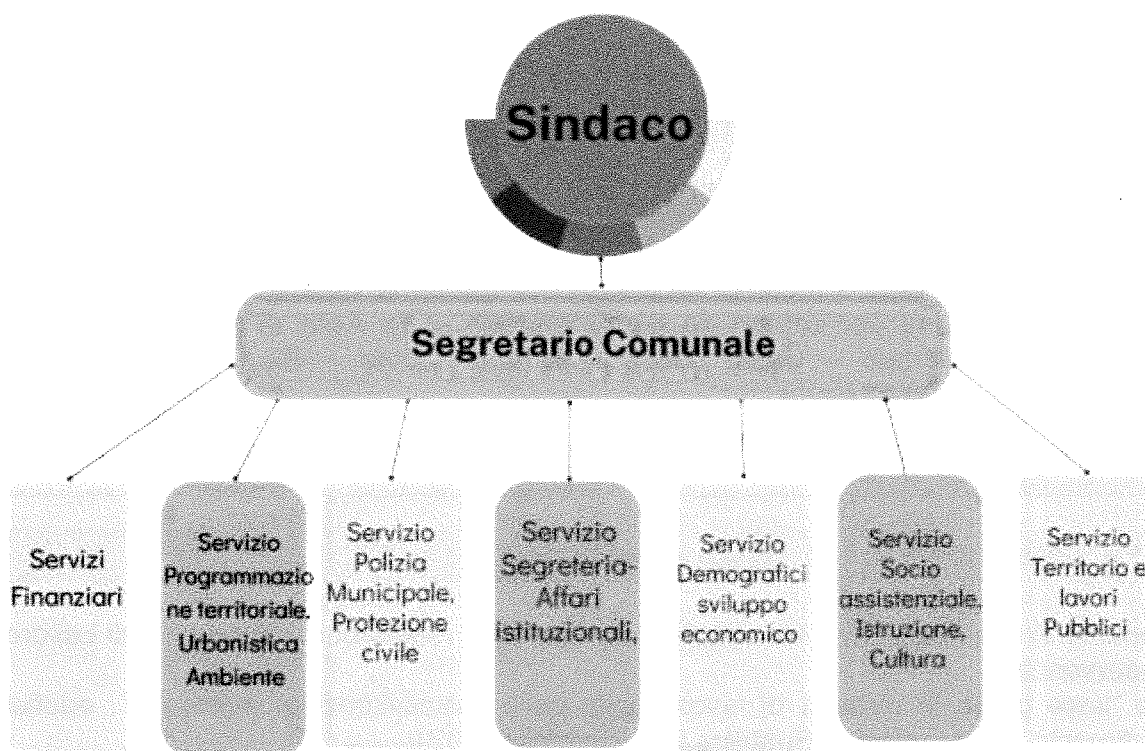 Sindaco
Segretario Comunale
Servizi
Finanziari
Servizio
Programmazio
ne territoriale.
Urbanistica
Ambiente
Servizio
Polizia
Municipale,
Protezione
civile
Servizio
Segreteria-
Affari
istituzionali,
Servizio
Demografici
sviluppo
economico
Servizio
Socio
assistenziale,
Istruzione,
Cultura
Servizio
Territorio e
lavori
Pubblici